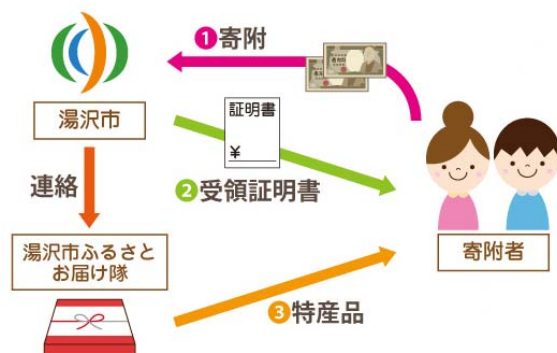 ❶寄附
湯沢市
証明書
¥
❷受領証明書
連絡
湯沢市ふるさと
お届け隊
寄附者
❸特産品